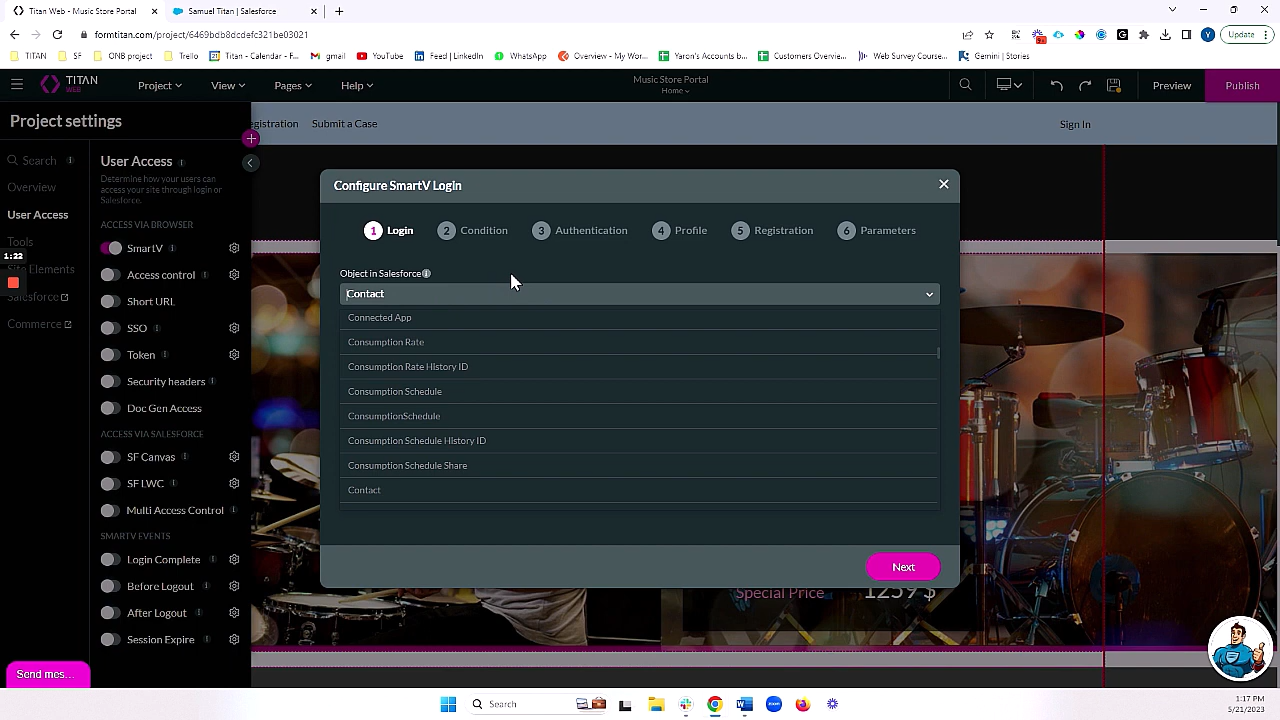 Titan Web - Music Store Portal
Samuel Titan | Salesforce
formtitan.com/project/6469bdb8dcdefc321be03021
Update
TITAN
SF
ONB project
Trello
Titan - Calendar - F...
gmail
YouTube
Feed | LinkedIn
WhatsApp
Overview - My Wor...
Yaron's Accounts
Customers Overvie...
Web Survey Course...
Gemini | Stories
TITAN
WEB
Project
View
Pages
Help
Music Store Portal
Home
Preview
Publish
Project settings
gistration
Submit a Case
Sign In
Search
Overview
User Access
Tools
Site Elements
Salesforce
Commerce
1:22
User Access
Determine how your users can
access your site through login or
Salesforce.
ACCESS VIA BROWSER
SmartV
Access control
Short URL
SSO
Token
Security headers
Doc Gen Access
ACCESS VIA SALESFORCE
SF Canvas
SF LWC
Multi Access Control
SMARTV EVENTS
Login Complete
Before Logout
After Logout
Session Expire
Configure SmartV Login
1 Login
2 Condition
3 Authentication
4 Profile
5 Registration
6 Parameters
Object in Salesforce
Contact
Connected App
Consumption Rate
Consumption Rate History ID
Consumption Schedule
ConsumptionSchedule
Consumption Schedule History ID
Consumption Schedule Share
Contact
Next
Special Price 1259 $
Send mes...
Search
1:17 PM
5/21/2023